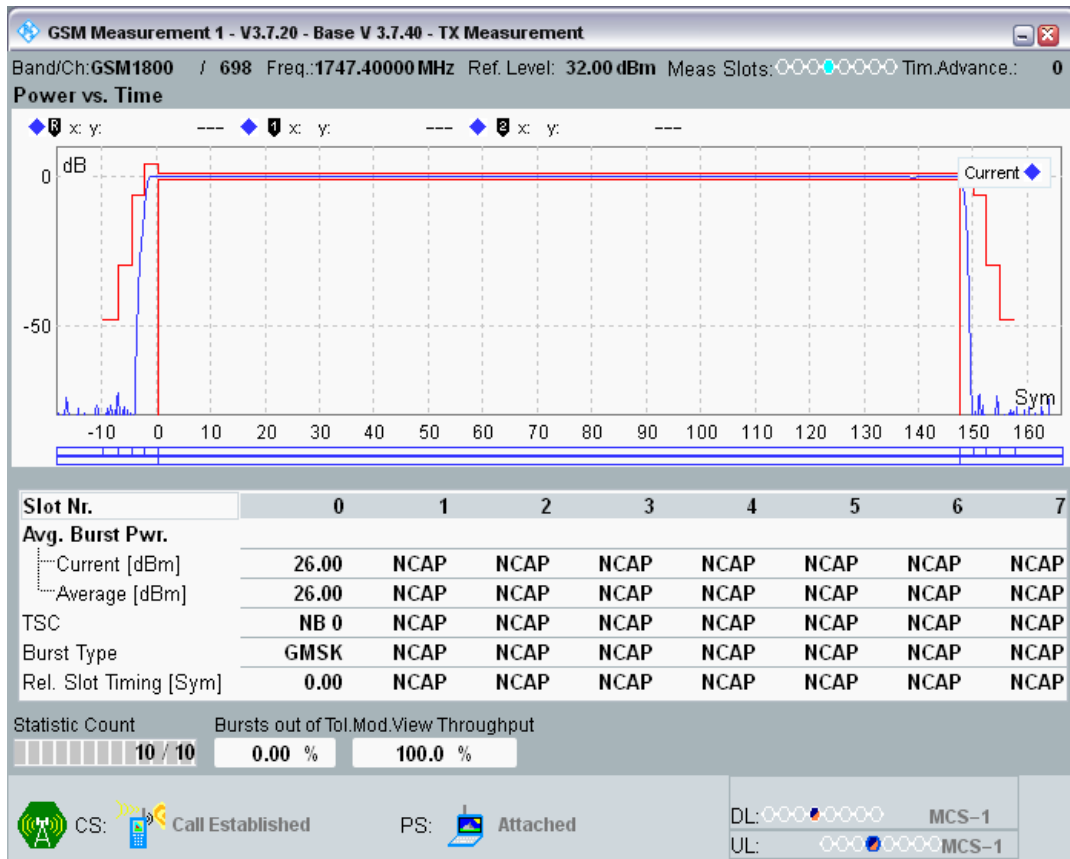 GSM Measurement 1 - V3.7.20 - Base V 3.7.40 - TX Measurement
Band/Ch:GSM1800 / 698 Freq.:1747.40000 MHz Ref. Level: 32.00 dBm Meas Slots: Tim.Advance.: 0
Power vs. Time
R x: y: --- 1 x: y: --- 2 x: y: ---
dB
Current
0
-50
Sym
-10 0 10 20 30 40 50 60 70 80 90 100 110 120 130 140 150 160
Slot Nr. 0 1 2 3 4 5 6 7
Avg. Burst Pwr.
Current [dBm] 26.00 NCAP NCAP NCAP NCAP NCAP NCAP NCAP
Average [dBm] 26.00 NCAP NCAP NCAP NCAP NCAP NCAP NCAP
TSC NB 0 NCAP NCAP NCAP NCAP NCAP NCAP NCAP
Burst Type GMSK NCAP NCAP NCAP NCAP NCAP NCAP NCAP
Rel. Slot Timing [Sym] 0.00 NCAP NCAP NCAP NCAP NCAP NCAP NCAP
Statistic Count Bursts out of Tol. Mod.View Throughput
10 / 10 0.00 % 100.0 %
CS: Call Established PS: Attached
DL: MCS-1
UL: MCS-1